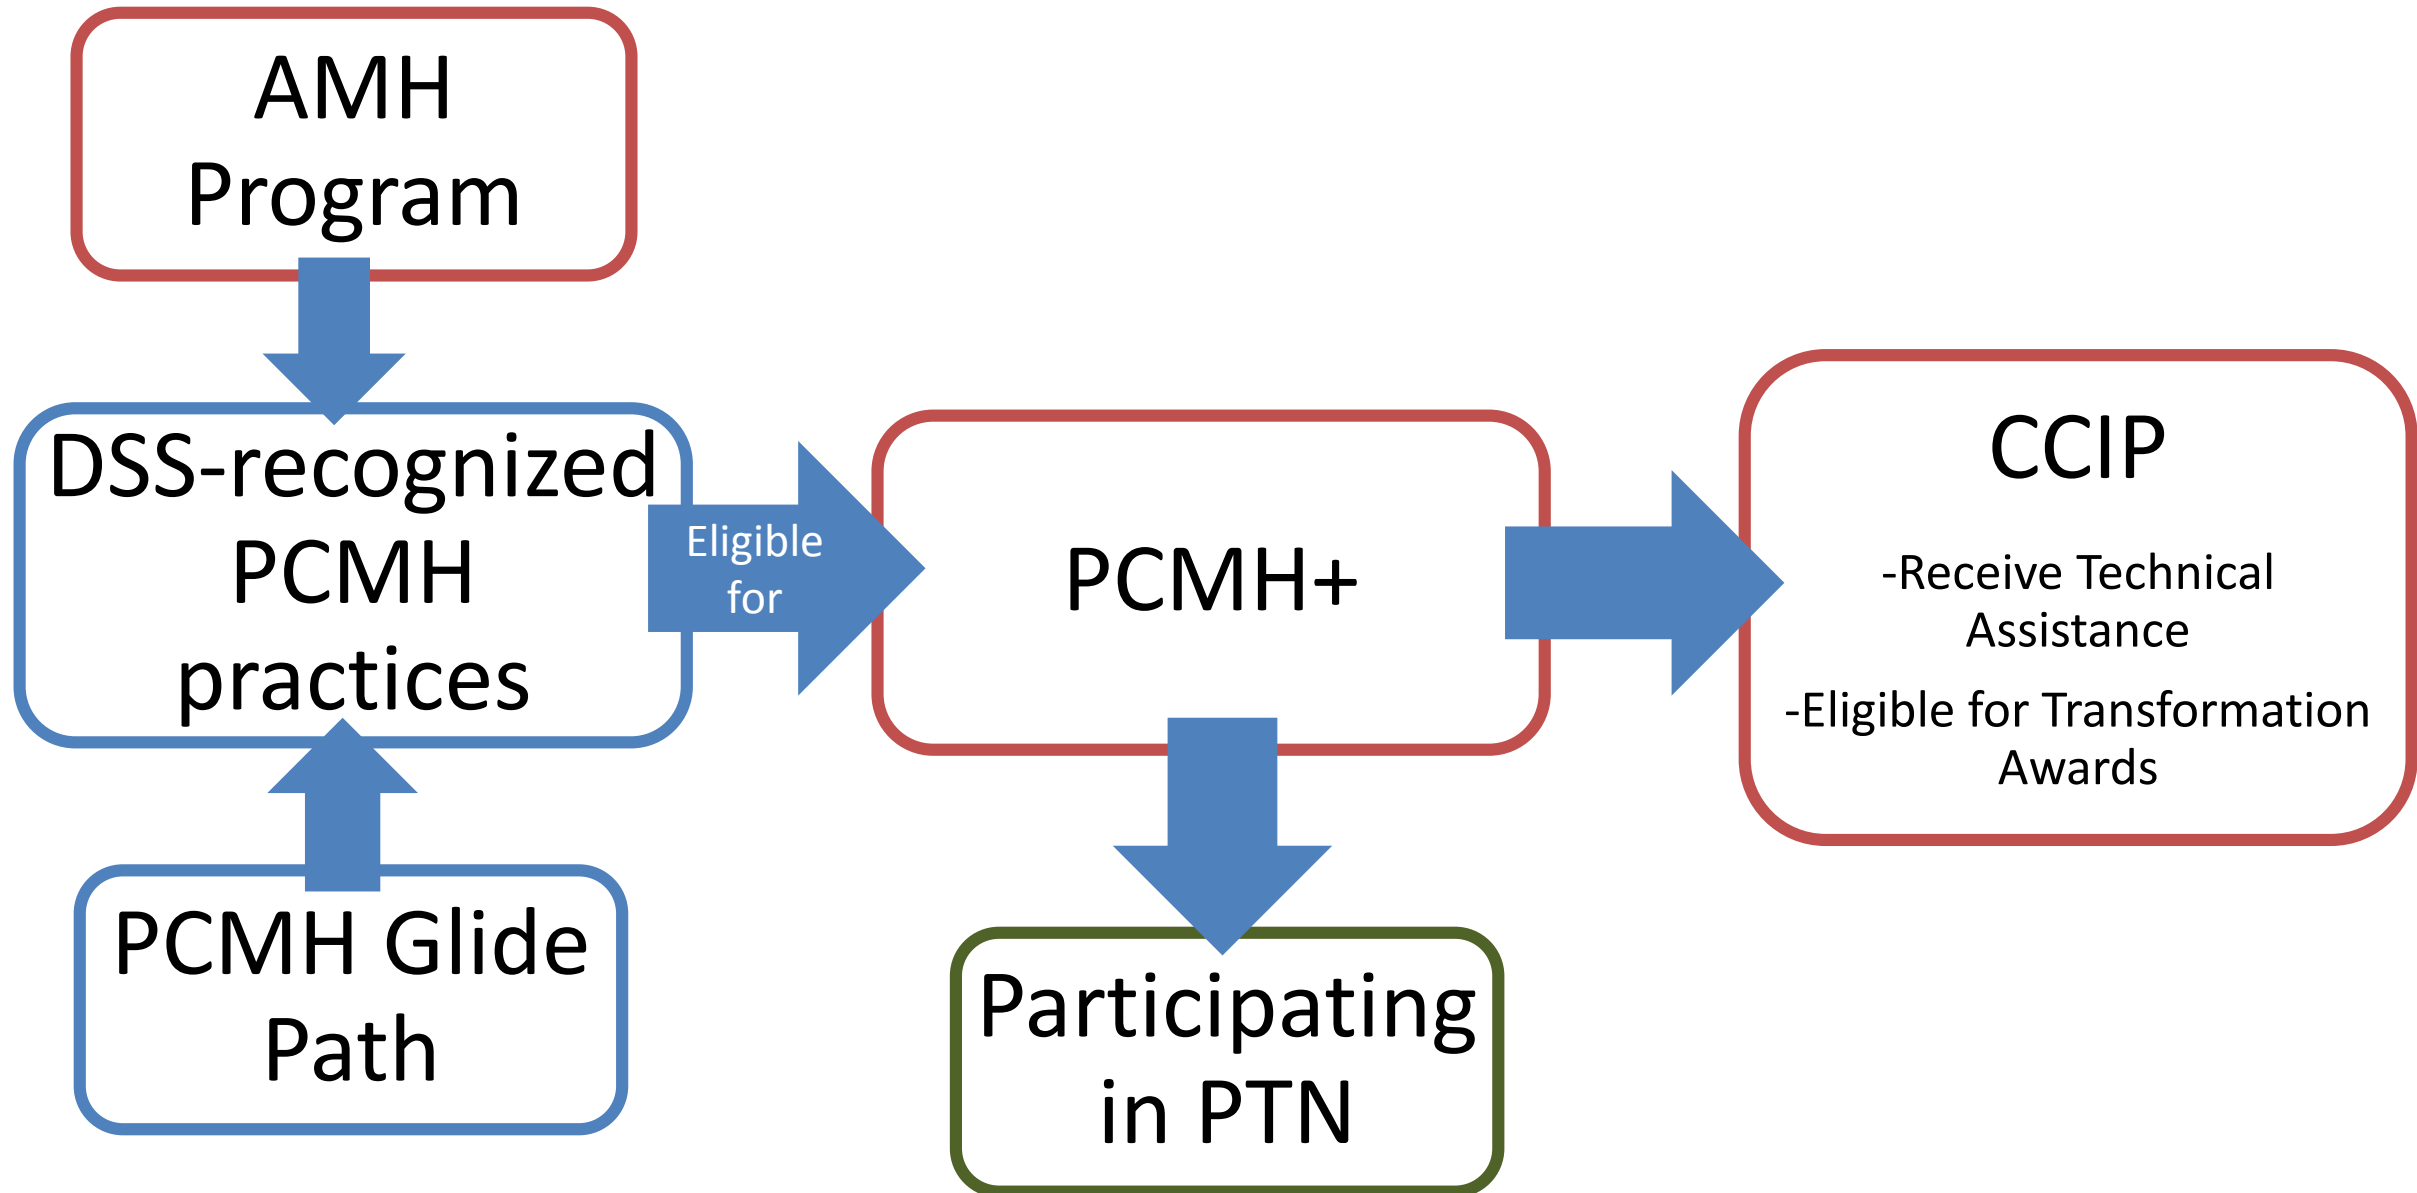 AMH
Program
DSS-recognized
PCMH
practices
PCMH Glide
Path
Eligible
for
PCMH+
Participating
in PTN
CCIP
-Receive Technical
Assistance
-Eligible for Transformation
Awards